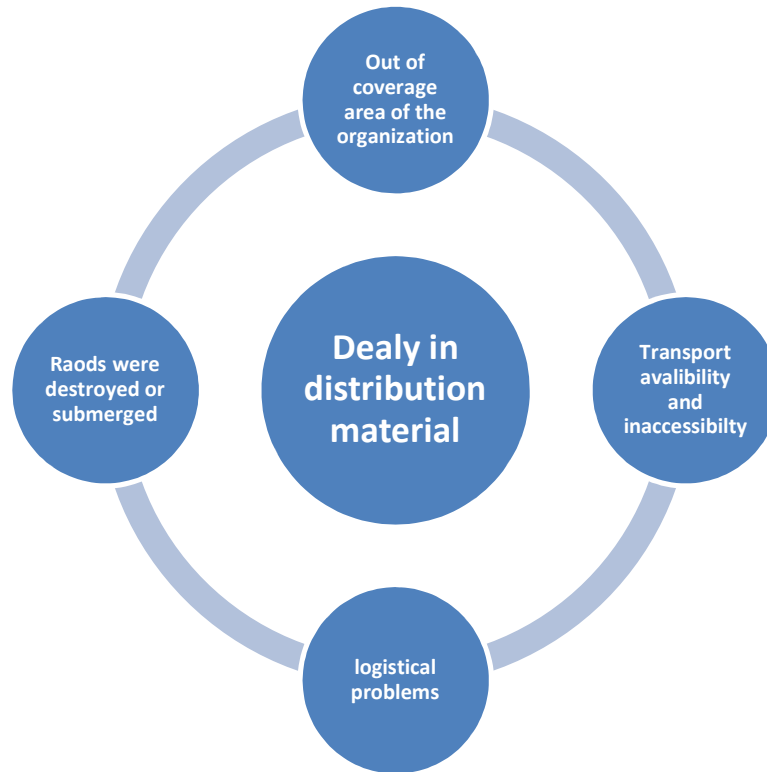 Out of
coverage
area of the
organization
Raods were
destroyed or
submerged
Dealy in
distribution
material
Transport
avalibility
and
inaccessibilty
logistical
problems